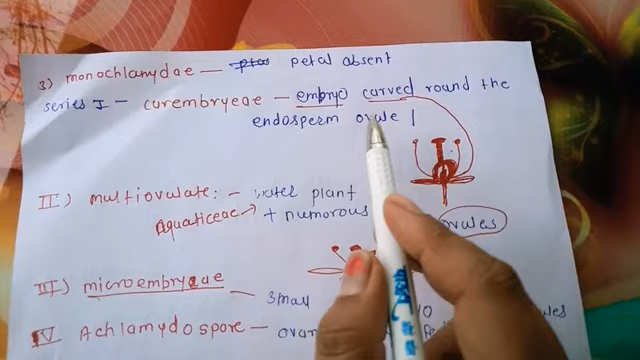 3) monochlamydae — petal absent
series I — curembryeae — embryo carved round the
endosperm ovule 1
II) multiovulate: - water plant
Aquaticeae → + numorous ovules
III) microembryeae — small
IV Achlamydospore — ovar